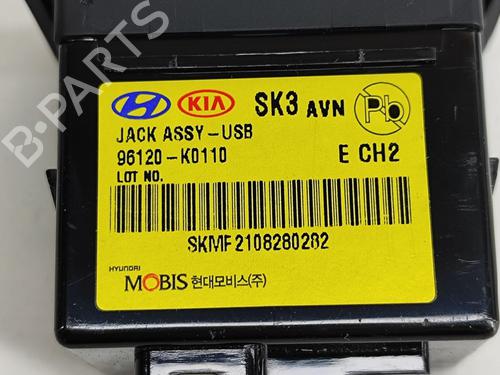 B-PARTS
KIA SK3 AVN Pb
JACK ASSY-USB
96120-K0110 E CH2
LOT NO.
SKMF2108280282
HYUNDAI
MOBIS 현대모비스(주)